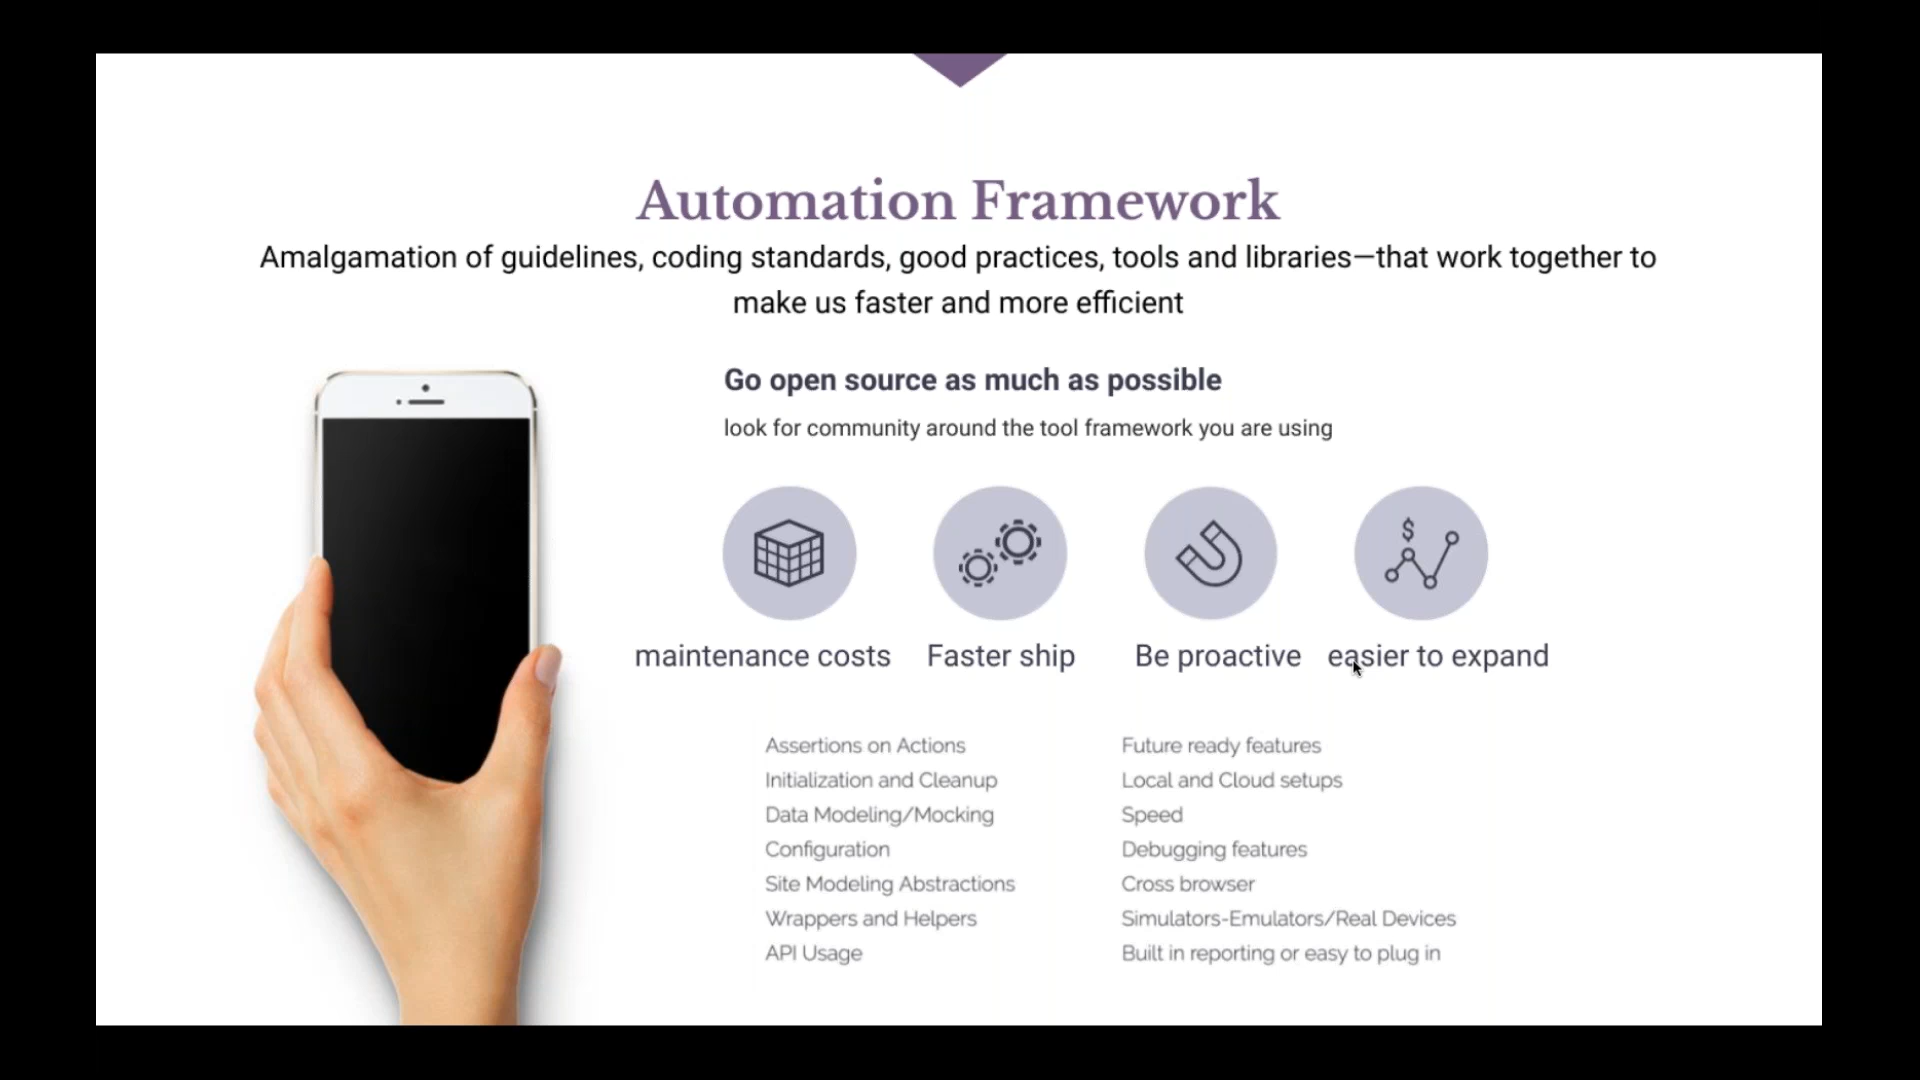 Automation Framework
Amalgamation of guidelines, coding standards, good practices, tools and libraries—that work together to
make us faster and more efficient
Go open source as much as possible
look for community around the tool framework you are using
$
maintenance costs Faster ship Be proactive easier to expand
Assertions on Actions
Initialization and Cleanup
Data Modeling/Mocking
Configuration
Site Modeling Abstractions
Wrappers and Helpers
API Usage
Future ready features
Local and Cloud setups
Speed
Debugging features
Cross browser
Simulators-Emulators/Real Devices
Built in reporting or easy to plug in